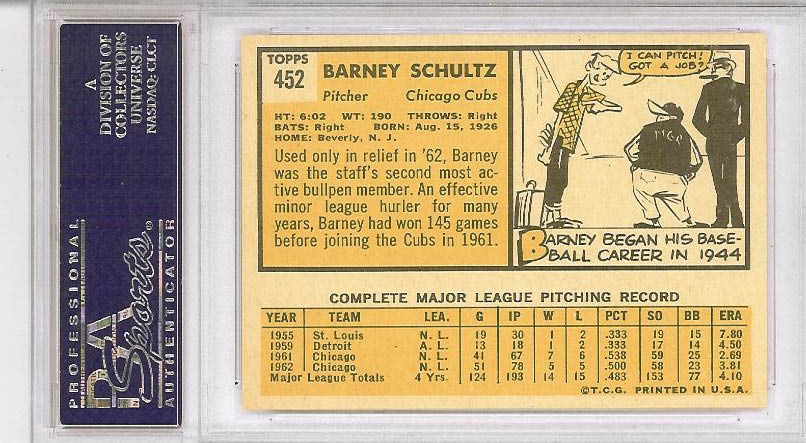 A
DIVISION OF
COLLECTORS
UNIVERSE
NASDAQ: CLCT
PROFESSIONAL
PSA
Sports®
AUTHENTICATOR
TOPPS
452
BARNEY SCHULTZ
Pitcher Chicago Cubs
HT: 6:02 WT: 190 THROWS: Right
BATS: Right BORN: Aug. 15, 1926
HOME: Beverly, N. J.
Used only in relief in '62, Barney
was the staff's second most ac-
tive bullpen member. An effective
minor league hurler for many
years, Barney had won 145 games
before joining the Cubs in 1961.
I CAN PITCH!
GOT A JOB?
MGR
BARNEY BEGAN HIS BASE-
BALL CAREER IN 1944
COMPLETE MAJOR LEAGUE PITCHING RECORD
YEAR TEAM LEA. G IP W L PCT SO BB ERA
1955 St. Louis N. L. 19 30 1 2 .333 19 15 7.80
1959 Detroit A. L. 13 18 1 2 .333 17 14 4.50
1961 Chicago N. L. 41 67 7 6 .538 59 25 2.69
1962 Chicago N. L. 51 78 5 5 .500 58 23 3.81
Major League Totals 4 Yrs. 124 193 14 15 .483 153 77 4.10
©T.C.G. PRINTED IN U.S.A.